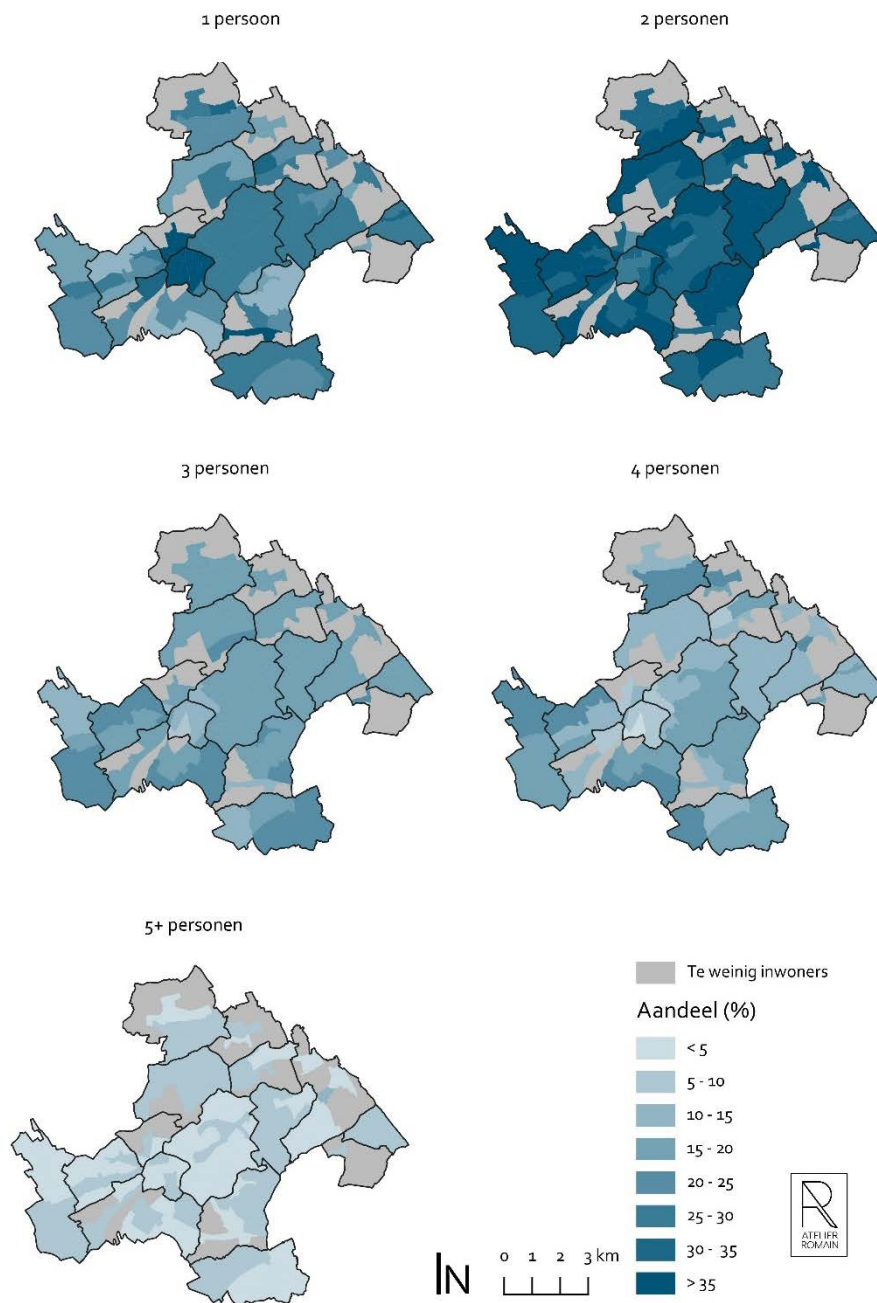 1 persoon
2 personen
3 personen
4 personen
5+ personen
Te weinig inwoners
Aandeel (%)
< 5
5 - 10
10 - 15
15 - 20
20 - 25
25 - 30
30 - 35
> 35
N
0 1 2 3 km
ATELIER
ROMAIN